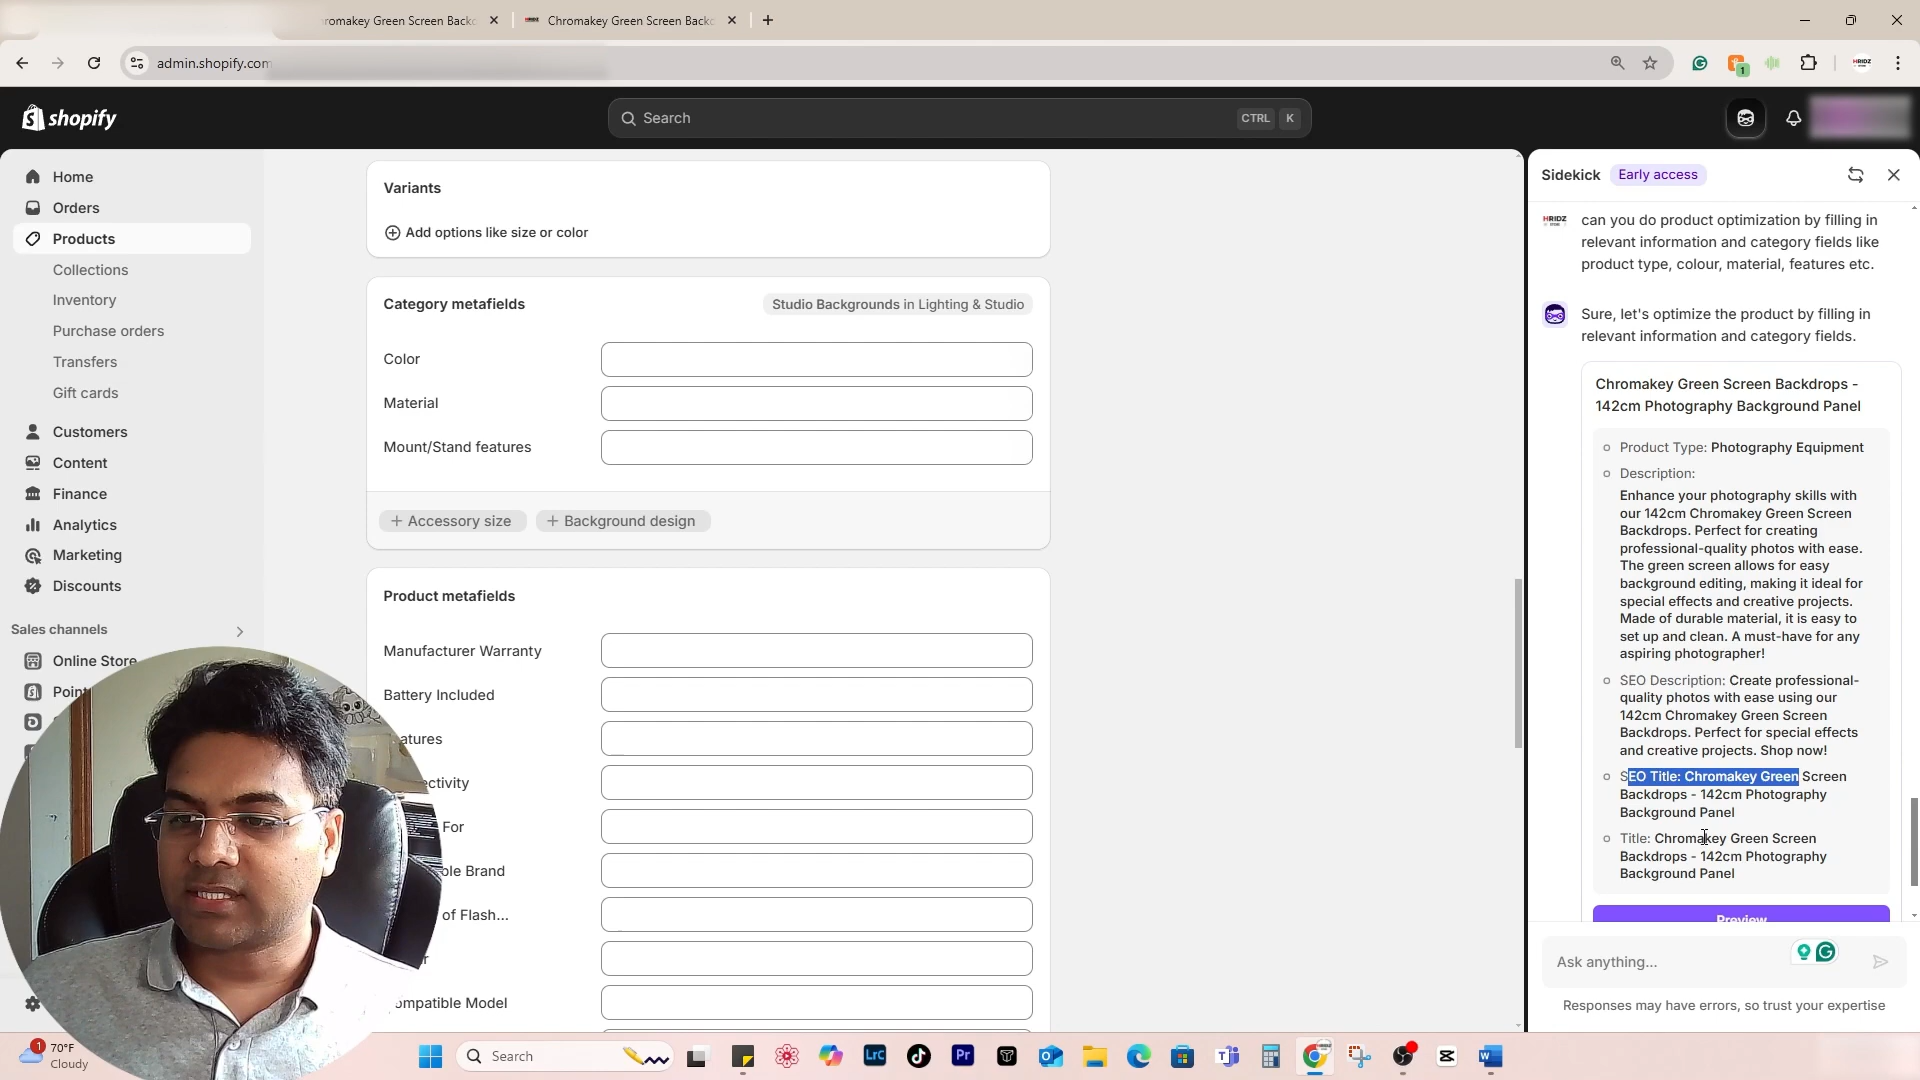 romakey Green Screen Back
Chromakey Green Screen Back
admin.shopify.com
1
HRIDZ
shopify
Search
CTRL K
Home
Orders
Products
Collections
Inventory
Purchase orders
Transfers
Gift cards
Customers
Content
Finance
Analytics
Marketing
Discounts
Sales channels
Online Store
Point
Variants
Add options like size or color
Category metafields
Studio Backgrounds in Lighting & Studio
Color
Material
Mount/Stand features
+ Accessory size
+ Background design
Product metafields
Manufacturer Warranty
Battery Included
atures
ectivity
For
le Brand
of Flash...
r
ompatible Model
Sidekick Early access
HRIDZ
can you do product optimization by filling in
relevant information and category fields like
product type, colour, material, features etc.
Sure, let's optimize the product by filling in
relevant information and category fields.
Chromakey Green Screen Backdrops -
142cm Photography Background Panel
Product Type: Photography Equipment
Description:
Enhance your photography skills with
our 142cm Chromakey Green Screen
Backdrops. Perfect for creating
professional-quality photos with ease.
The green screen allows for easy
background editing, making it ideal for
special effects and creative projects.
Made of durable material, it is easy to
set up and clean. A must-have for any
aspiring photographer!
SEO Description: Create professional-
quality photos with ease using our
142cm Chromakey Green Screen
Backdrops. Perfect for special effects
and creative projects. Shop now!
SEO Title: Chromakey Green Screen
Backdrops - 142cm Photography
Background Panel
Title: Chromakey Green Screen
Backdrops - 142cm Photography
Background Panel
Preview
Ask anything...
Responses may have errors, so trust your expertise
1
70°F
Cloudy
Search
LrC
Pr